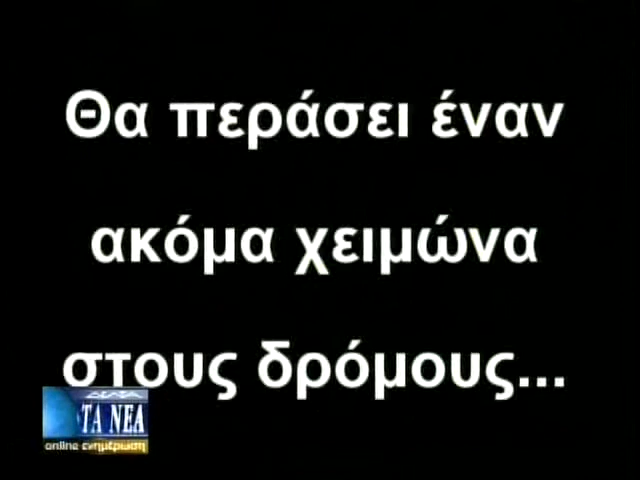 Θα περάσει έναν
ακόμα χειμώνα
στους δρόμους...
ΤΑ ΝΕΑ
online ενημέρωση